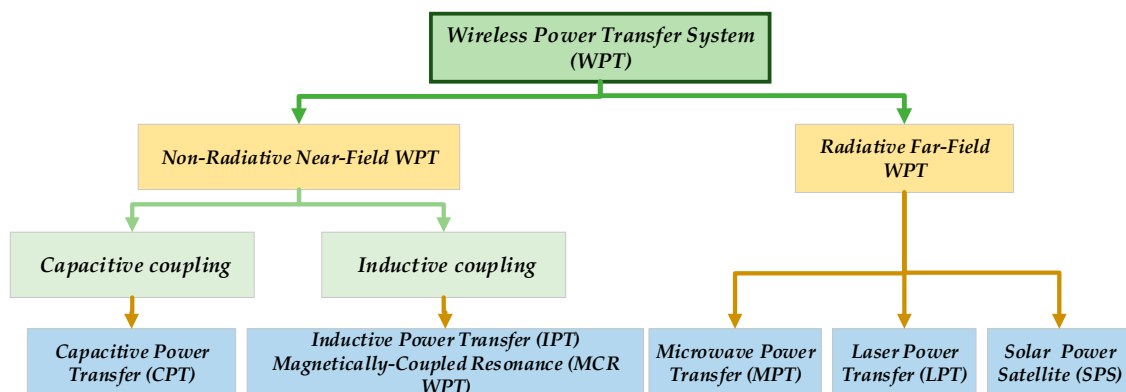 Wireless Power Transfer System
(WPT)
Non-Radiative Near-Field WPT
Radiative Far-Field
WPT
Capacitive coupling
Inductive coupling
Capacitive Power
Transfer (CPT)
Inductive Power Transfer (IPT)
Magnetically-Coupled Resonance (MCR
WPT)
Microwave Power
Transfer (MPT)
Laser Power
Transfer (LPT)
Solar Power
Satellite (SPS)